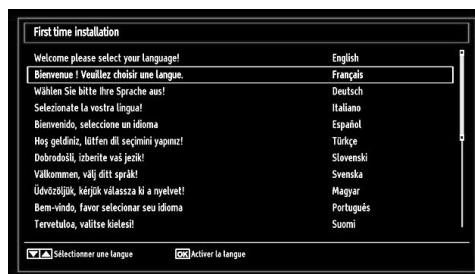 First time installation
Welcome please select your language! English
Bienvenue ! Veuillez choisir une langue. Français
Wählen Sie bitte Ihre Sprache aus! Deutsch
Selezionate la vostra lingua! Italiano
Bienvenido, seleccione un idioma Español
Hoş geldiniz, lütfen dil seçimini yapınız! Türkçe
Dobrodošli, izberite vaš jezik! Slovenski
Välkommen, välj ditt språk! Svenska
Üdvözöljük, kérjük válassza ki a nyelvet! Magyar
Bem-vindo, favor selecionar seu idioma Português
Tervetuloa, valitse kielesi! Suomi
Sélectionner une langue OK Activer la langue